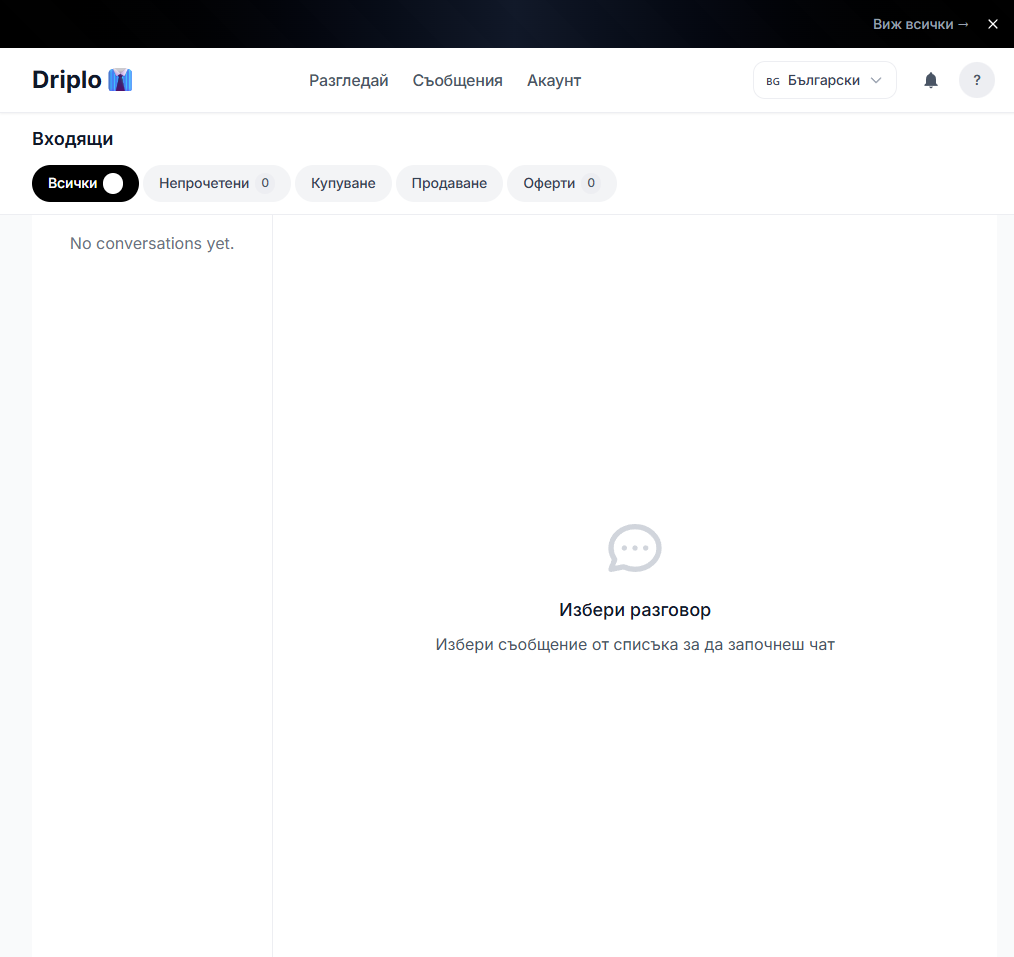 Виж всички →
Driplo
Разгледай Съобщения Акаунт
BG Български
?
Входящи
Всички
Непрочетени 0
Купуване
Продаване
Оферти 0
No conversations yet.
Избери разговор
Избери съобщение от списъка за да започнеш чат